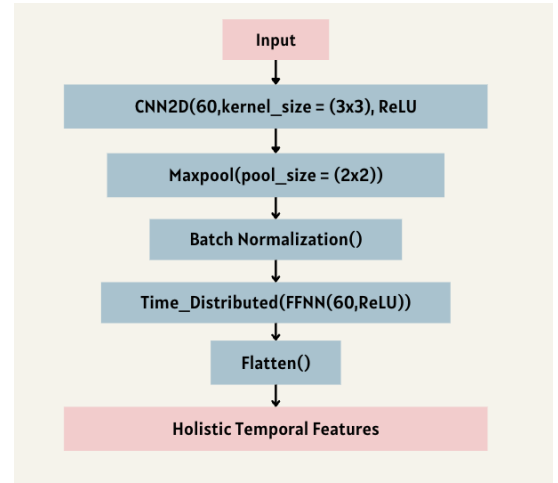 Input
CNN2D(60,kernel_size = (3x3), ReLU
Maxpool(pool_size = (2x2))
Batch Normalization()
Time_Distributed(FFNN(60,ReLU))
Flatten()
Holistic Temporal Features